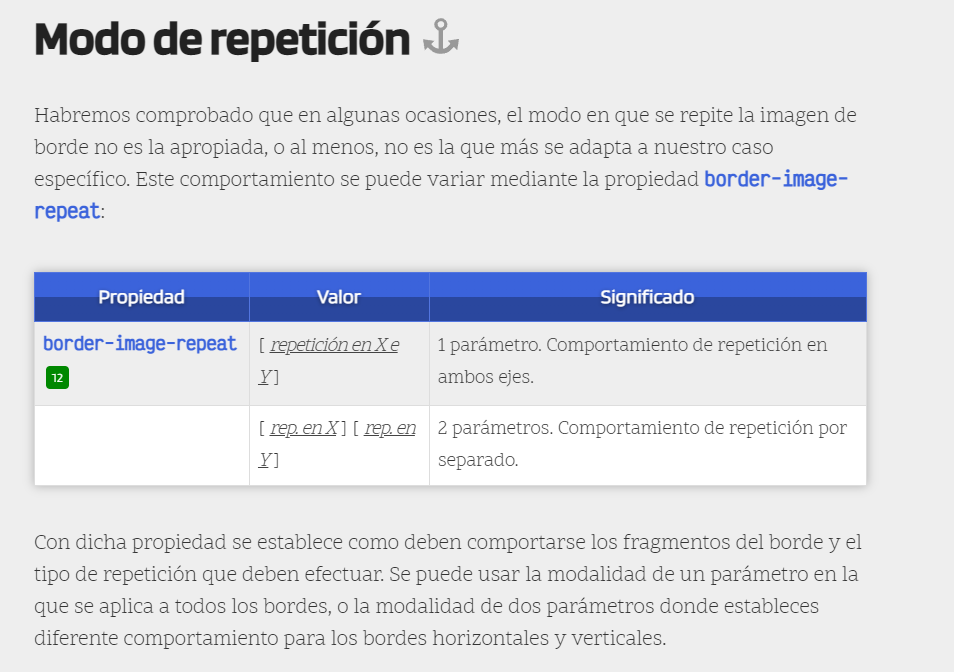 Modo de repetición
Habremos comprobado que en algunas ocasiones, el modo en que se repite la imagen de
borde no es la apropiada, o al menos, no es la que más se adapta a nuestro caso
específico. Este comportamiento se puede variar mediante la propiedad border-image-
repeat:
Propiedad Valor Significado
border-image-repeat
12
[ repetición en X e
Y ]
1 parámetro. Comportamiento de repetición en
ambos ejes.
[ rep. en X ] [ rep. en
Y ]
2 parámetros. Comportamiento de repetición por
separado.
Con dicha propiedad se establece como deben comportarse los fragmentos del borde y el
tipo de repetición que deben efectuar. Se puede usar la modalidad de un parámetro en la
que se aplica a todos los bordes, o la modalidad de dos parámetros donde estableces
diferente comportamiento para los bordes horizontales y verticales.